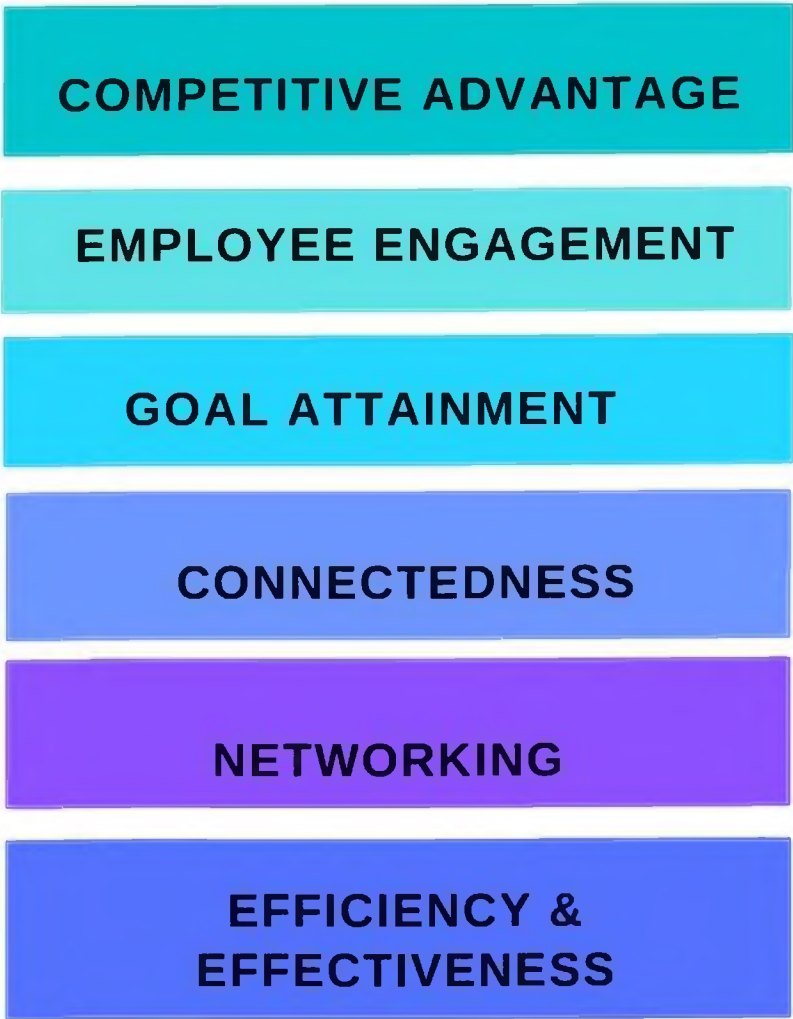 COMPETITIVE ADVANTAGE
EMPLOYEE ENGAGEMENT
GOAL ATTAINMENT
CONNECTEDNESS
NETWORKING
EFFICIENCY &
EFFECTIVENESS